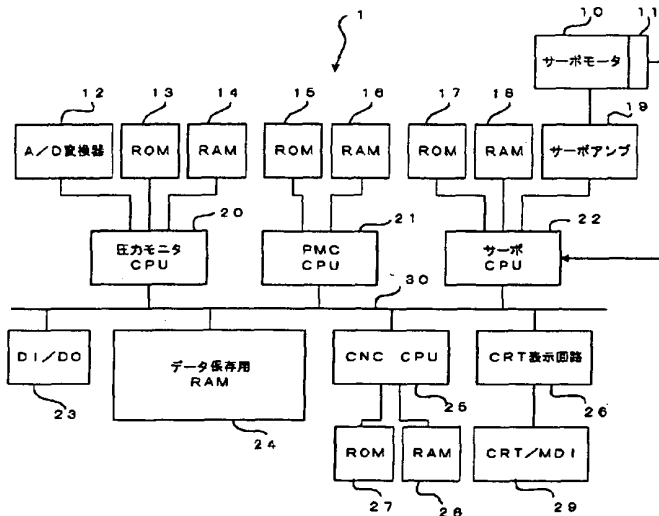 1
10
11
サーボモータ
12
13
14
15
16
17
18
19
A/D変換器
ROM
RAM
ROM
RAM
ROM
RAM
サーボアンプ
20
21
22
圧力モニタ
CPU
PMC
CPU
サーボ
CPU
30
DI/DO
データ保存用
RAM
CNC CPU
CRT表示回路
23
24
25
26
ROM
RAM
CRT/MDI
27
28
29